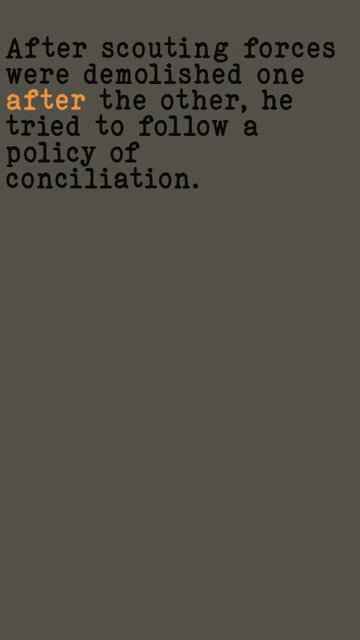 After scouting forces
were demolished one
after the other, he
tried to follow a
policy of
conciliation.